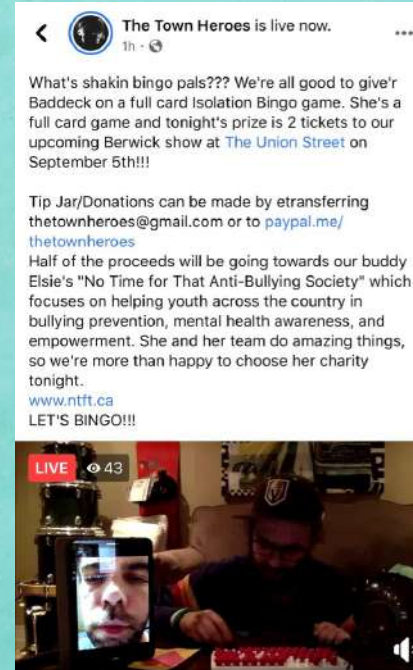 The Town Heroes is live now.
1h
What's shakin bingo pals??? We're all good to give'r
Baddeck on a full card Isolation Bingo game. She's a
full card game and tonight's prize is 2 tickets to our
upcoming Berwick show at The Union Street on
September 5th!!!
Tip Jar/Donations can be made by etransferring
thetownheroes@gmail.com or to paypal.me/
thetownheroes
Half of the proceeds will be going towards our buddy
Elsie's "No Time for That Anti-Bullying Society" which
focuses on helping youth across the country in
bullying prevention, mental health awareness, and
empowerment. She and her team do amazing things,
so we're more than happy to choose her charity
tonight.
www.ntft.ca
LET'S BINGO!!!
LIVE 43